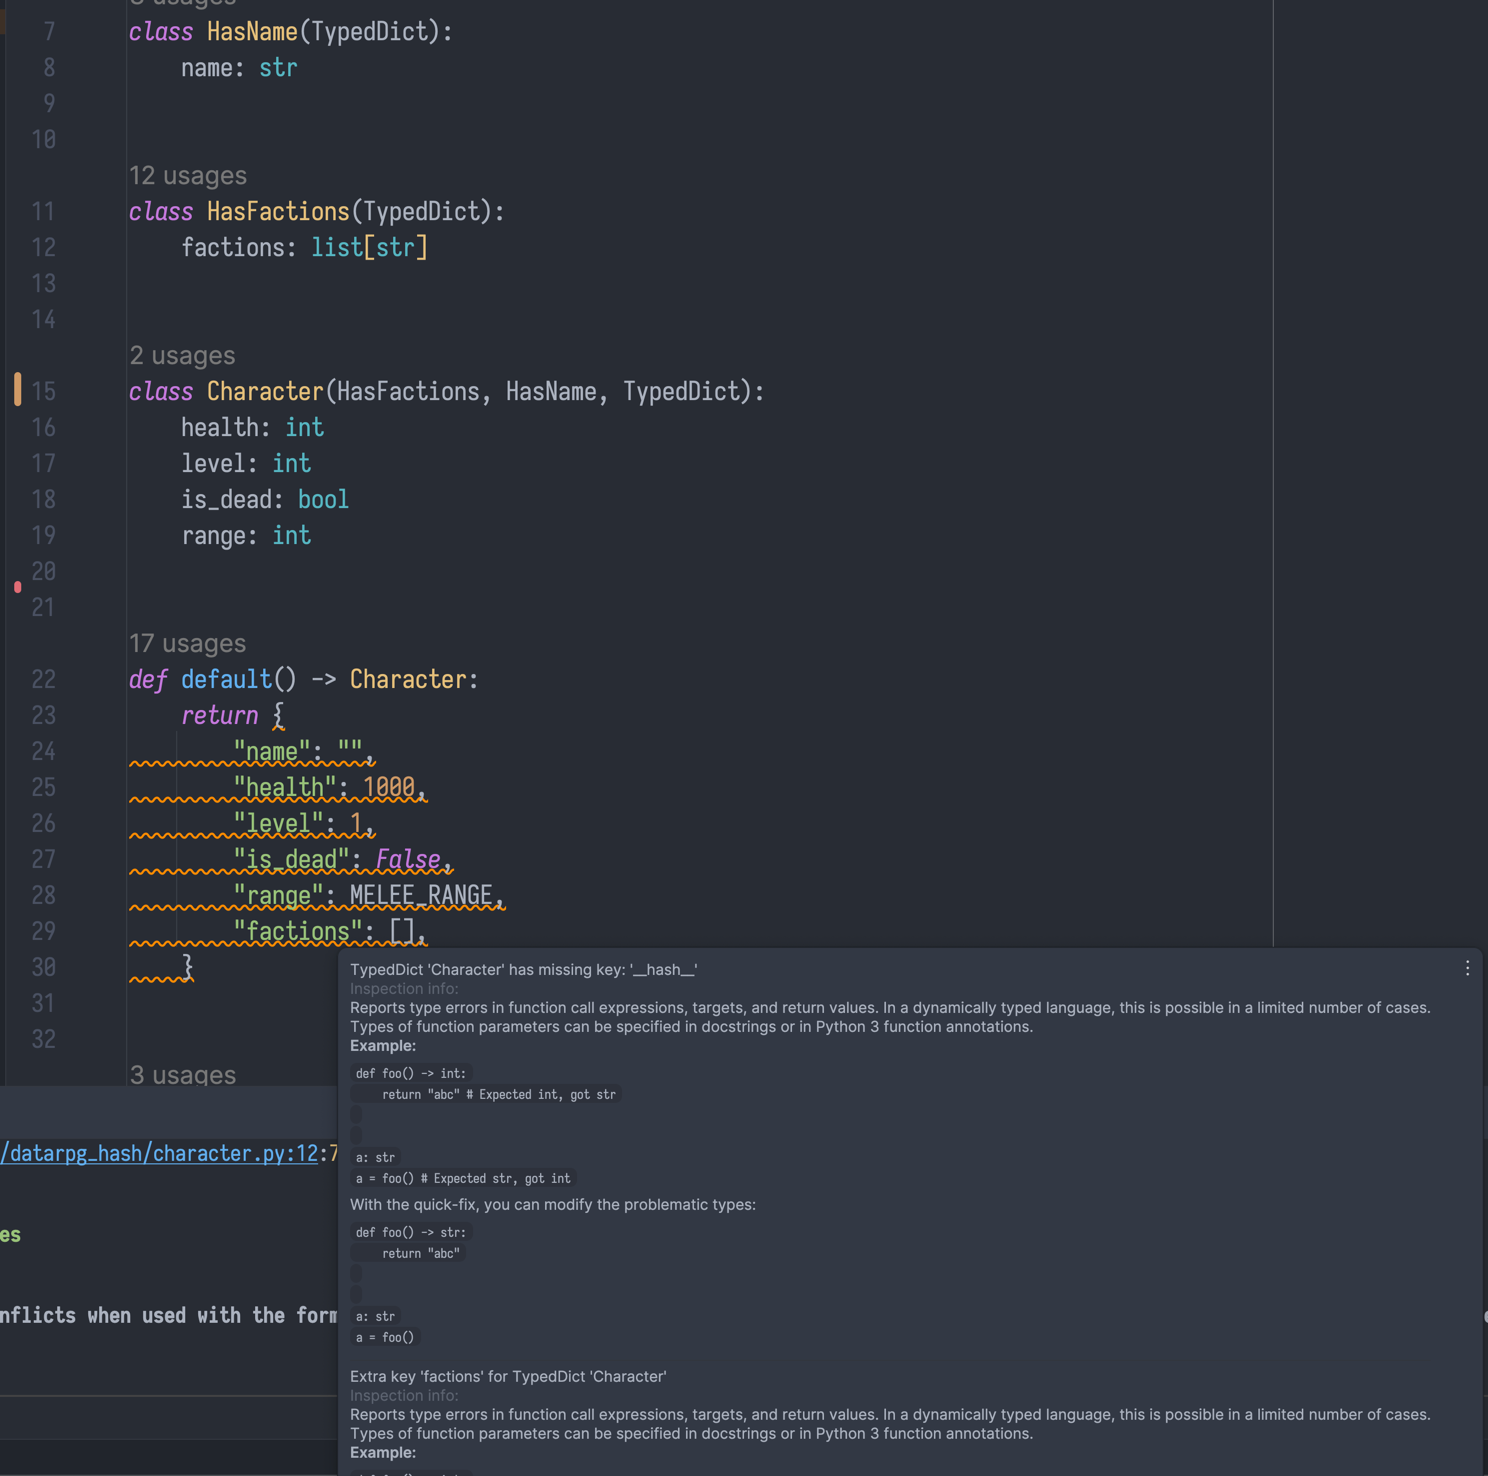 usages
7 class HasName(TypedDict):
8 name: str
9
10
12 usages
11 class HasFactions(TypedDict):
12 factions: list[str]
13
14
2 usages
15 class Character(HasFactions, HasName, TypedDict):
16 health: int
17 level: int
18 is_dead: bool
19 range: int
20
21
17 usages
22 def default() -> Character:
23 return {
24 "name": "",
25 "health": 1000,
26 "level": 1,
27 "is_dead": False,
28 "range": MELEE_RANGE,
29 "factions": [],
30 }
31
32
3 usages
TypedDict 'Character' has missing key: '__hash__'
Inspection info:
Reports type errors in function call expressions, targets, and return values. In a dynamically typed language, this is possible in a limited number of cases.
Types of function parameters can be specified in docstrings or in Python 3 function annotations.
Example:
def foo() -> int:
return "abc" # Expected int, got str
a: str
a = foo() # Expected str, got int
With the quick-fix, you can modify the problematic types:
def foo() -> str:
return "abc"
a: str
a = foo()
Extra key 'factions' for TypedDict 'Character'
Inspection info:
Reports type errors in function call expressions, targets, and return values. In a dynamically typed language, this is possible in a limited number of cases.
Types of function parameters can be specified in docstrings or in Python 3 function annotations.
Example:
/datarpg_hash/character.py:12:7
es
nflicts when used with the form